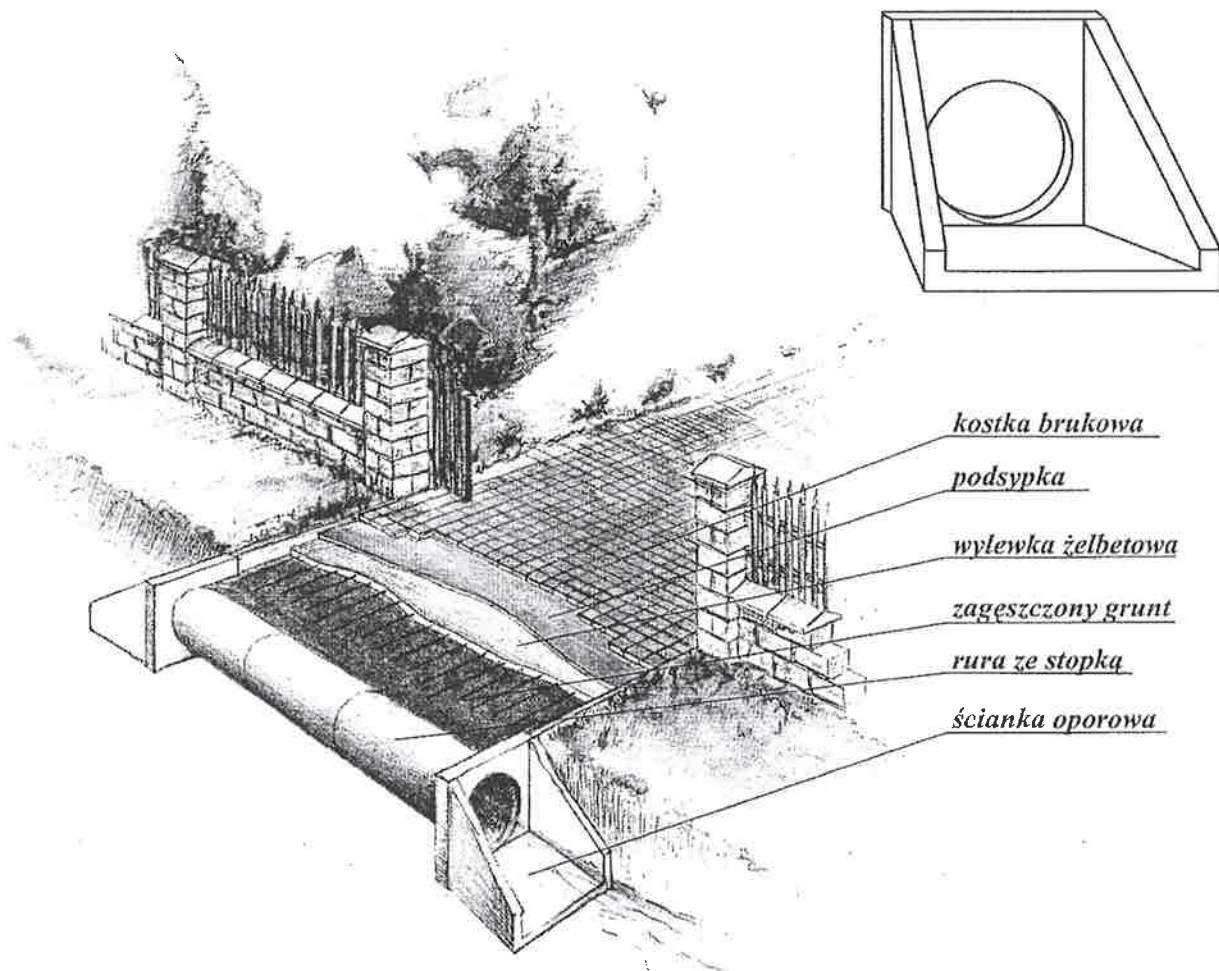 kostka brukowa
podsypka
wylewka żelbetowa
zagęszczony grunt
rura ze stopką
ścianka oporowa